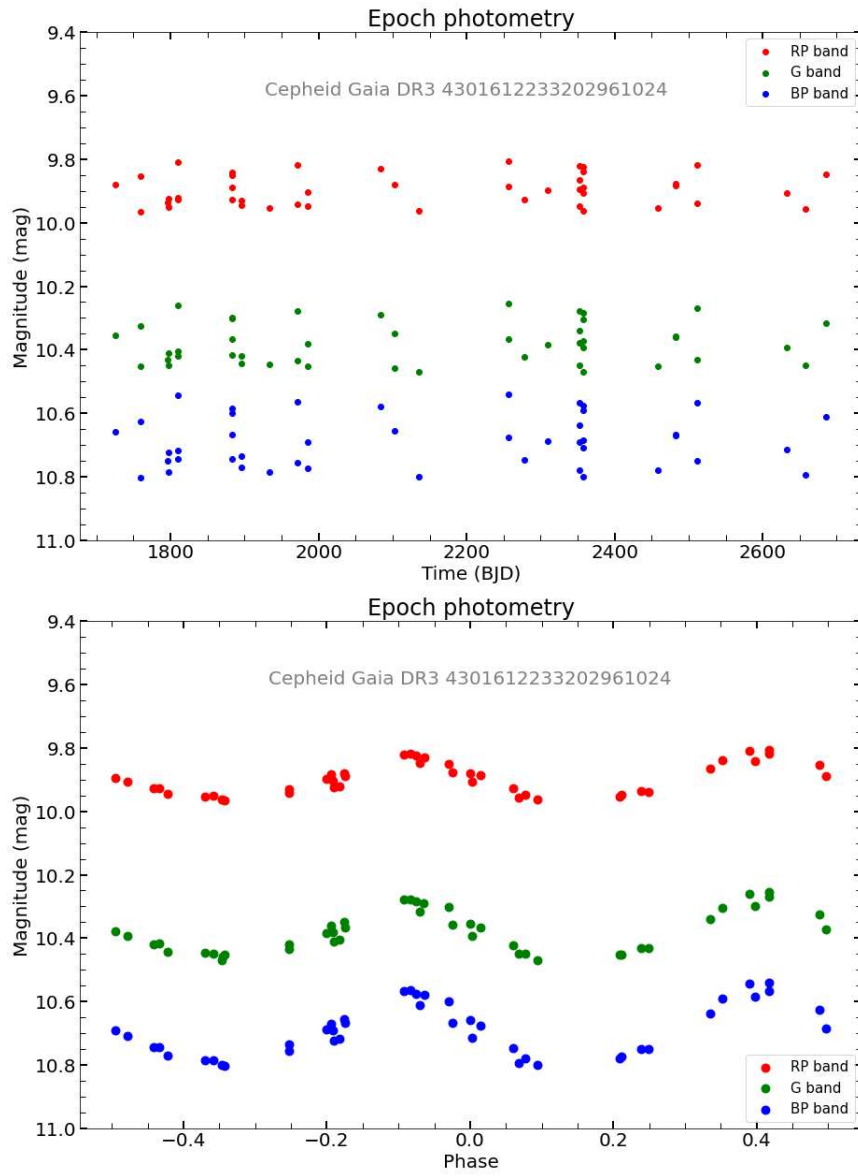 Epoch photometry
9.4
9.6
9.8
10.0
10.2
10.4
10.6
10.8
11.0
Magnitude (mag)
Cepheid Gaia DR3 4301612233202961024
RP band
G band
BP band
1800
2000
2200
2400
2600
Time (BJD)
Epoch photometry
9.4
9.6
9.8
10.0
10.2
10.4
10.6
10.8
11.0
Magnitude (mag)
Cepheid Gaia DR3 4301612233202961024
RP band
G band
BP band
−0.4
−0.2
0.0
0.2
0.4
Phase